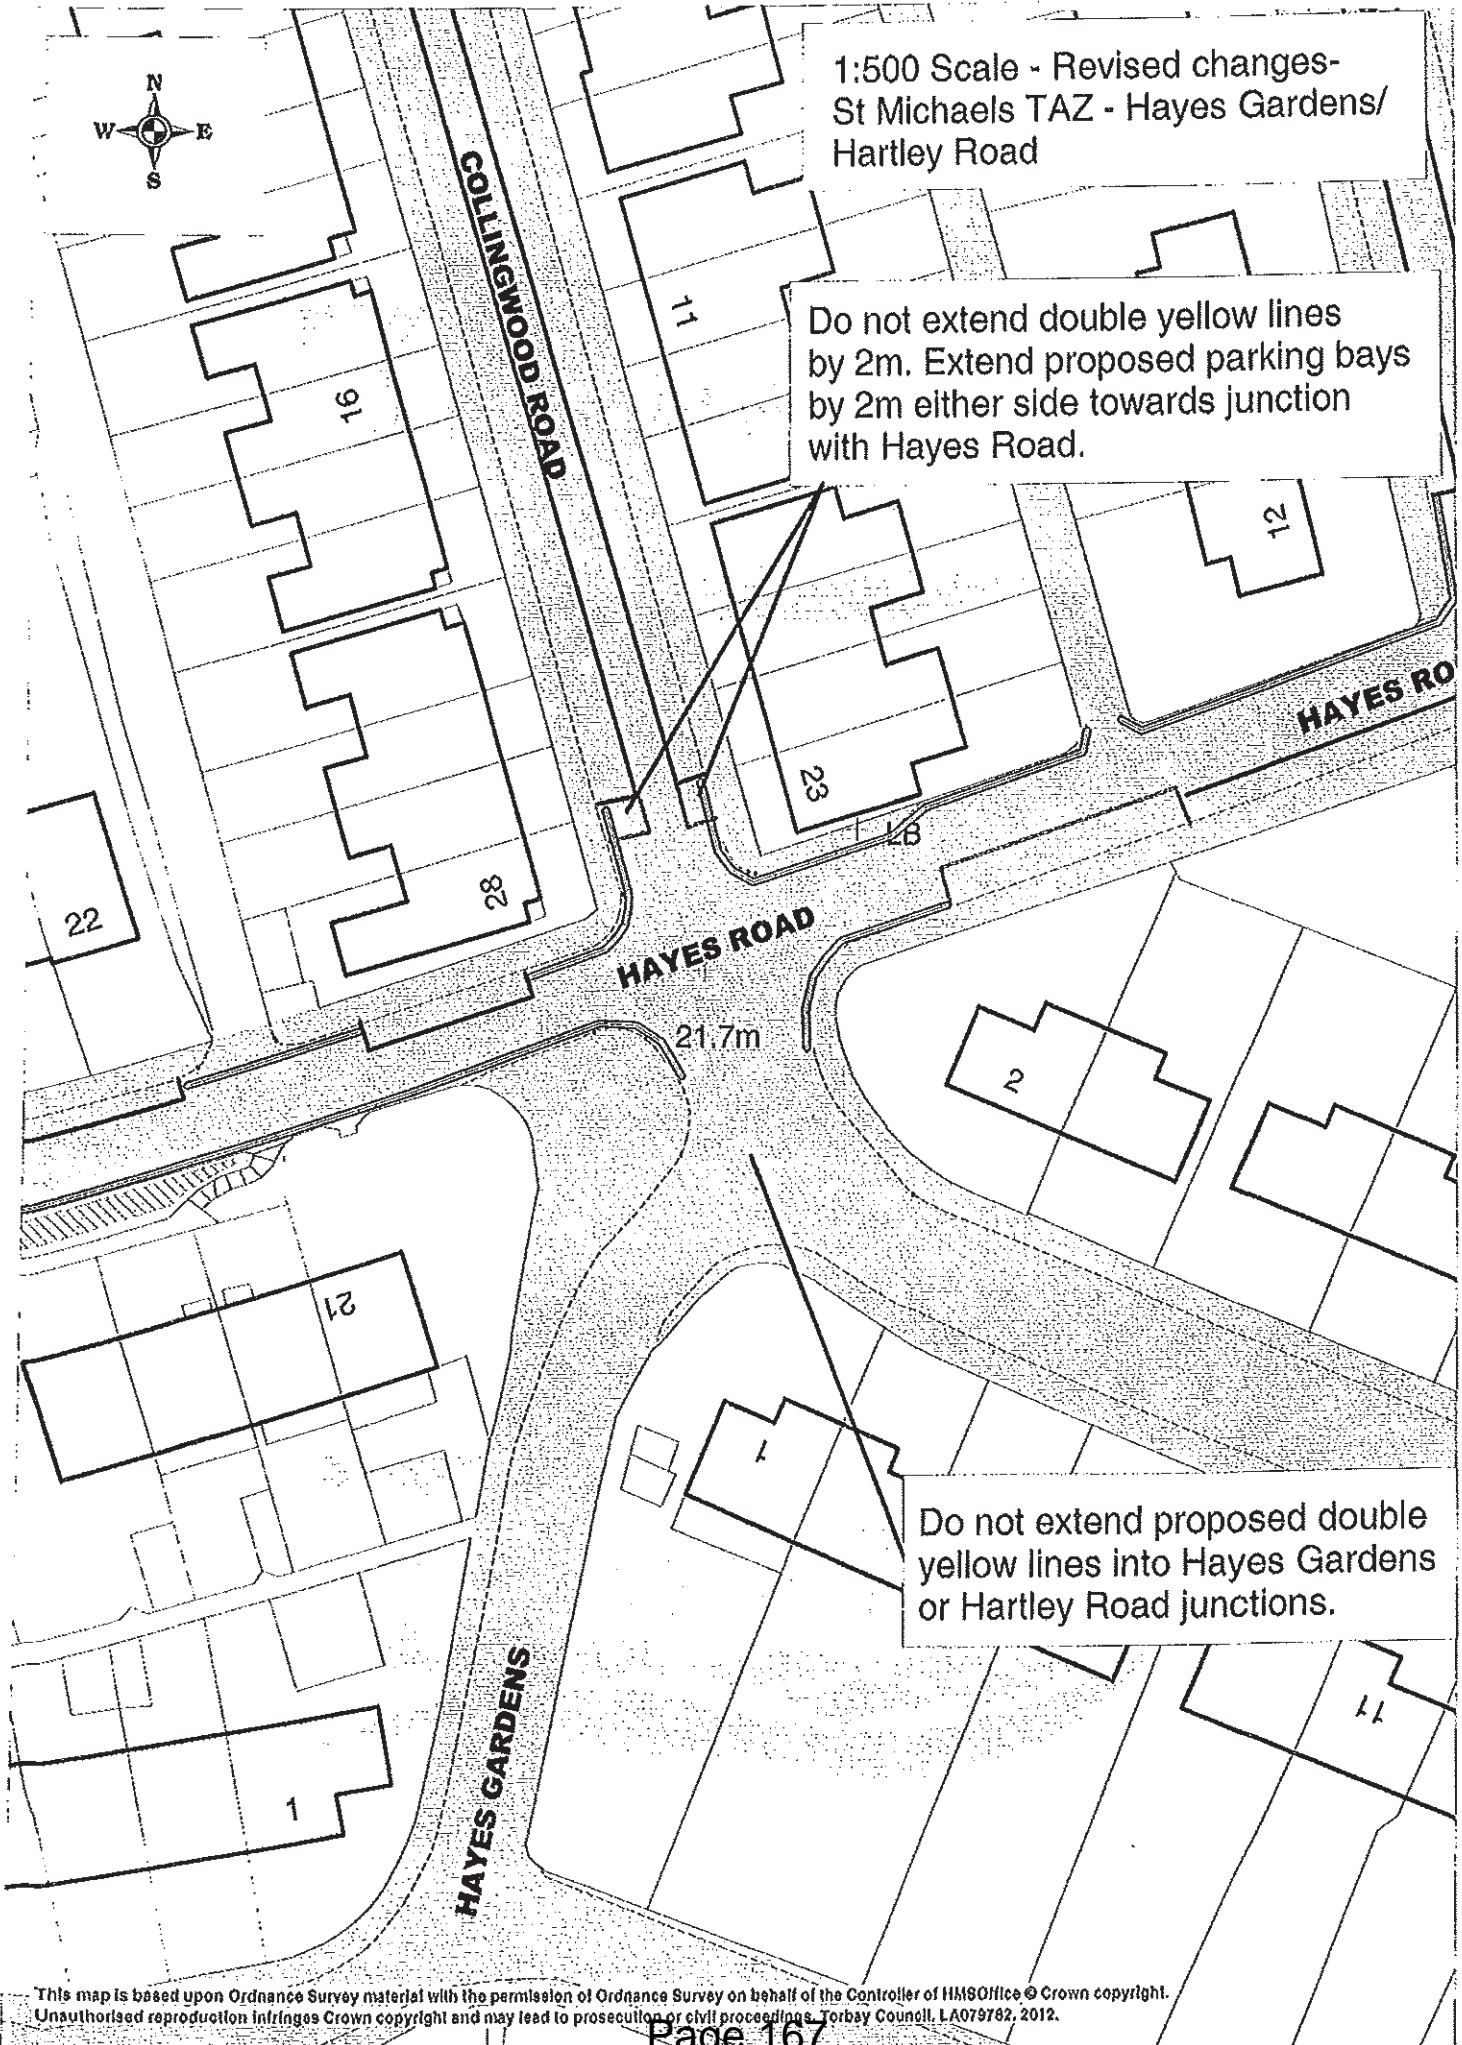 N
W E
S
1:500 Scale - Revised changes-
St Michaels TAZ - Hayes Gardens/
Hartley Road
COLLINGWOOD ROAD
11
Do not extend double yellow lines
by 2m. Extend proposed parking bays
by 2m either side towards junction
with Hayes Road.
16
12
HAYES RO
23
LB
28
22
HAYES ROAD
21.7m
2
21
1
Do not extend proposed double
yellow lines into Hayes Gardens
or Hartley Road junctions.
HAYES GARDENS
11
1
This map is based upon Ordnance Survey material with the permission of Ordnance Survey on behalf of the Controller of HMSOffice © Crown copyright.
Unauthorised reproduction infringes Crown copyright and may lead to prosecution or civil proceedings. Torbay Council. LA079782, 2012.
Page 167